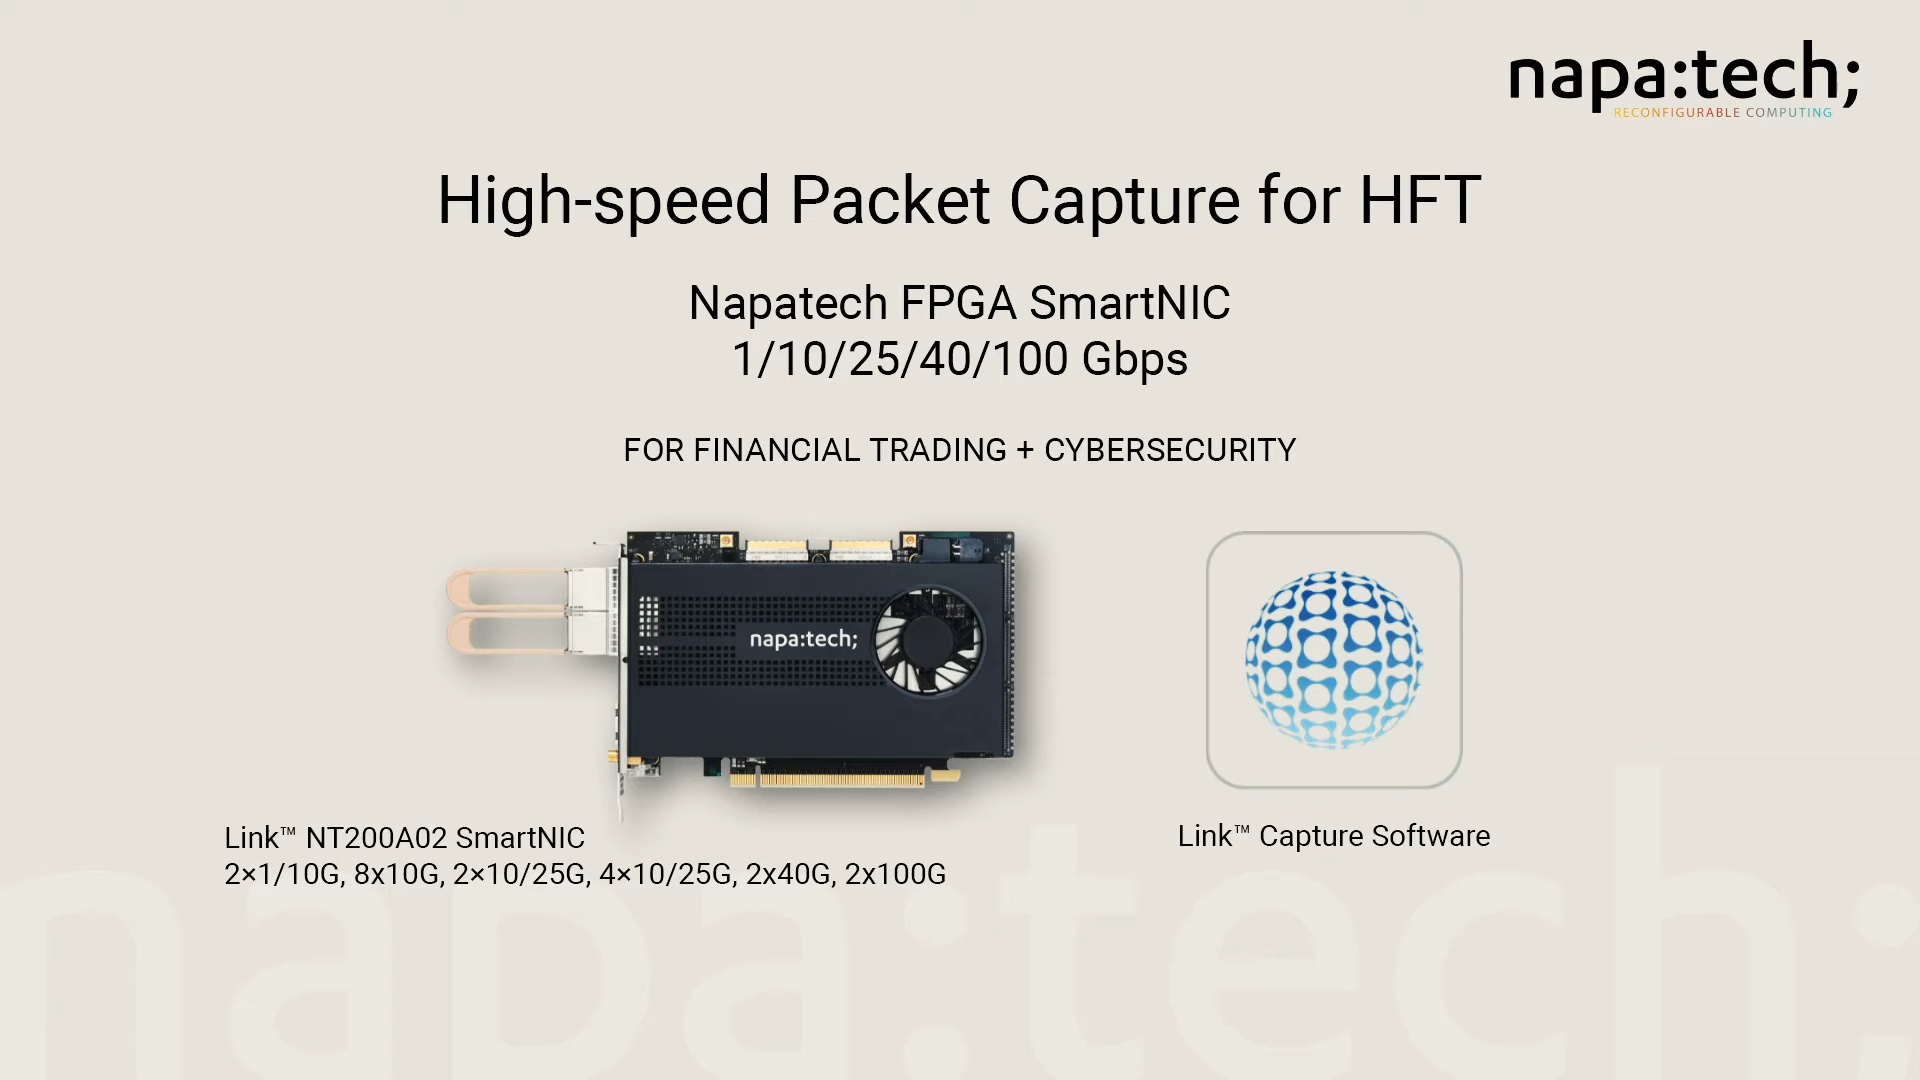 napa:tech;
RECONFIGURABLE COMPUTING
High-speed Packet Capture for HFT
Napatech FPGA SmartNIC
1/10/25/40/100 Gbps
FOR FINANCIAL TRADING + CYBERSECURITY
napa:tech;
Link™ NT200A02 SmartNIC
2×1/10G, 8x10G, 2×10/25G, 4×10/25G, 2x40G, 2x100G
Link™ Capture Software
napa:tech;